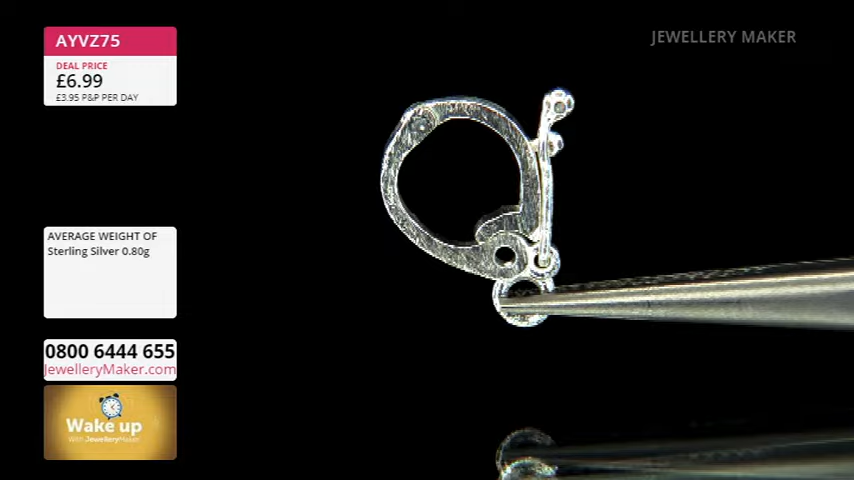 AYVZ75
DEAL PRICE
£6.99
£3.95 P&P PER DAY
JEWELLERY MAKER
AVERAGE WEIGHT OF
Sterling Silver 0.80g
0800 6444 655
JewelleryMaker.com
Wake up
With JewelleryMaker